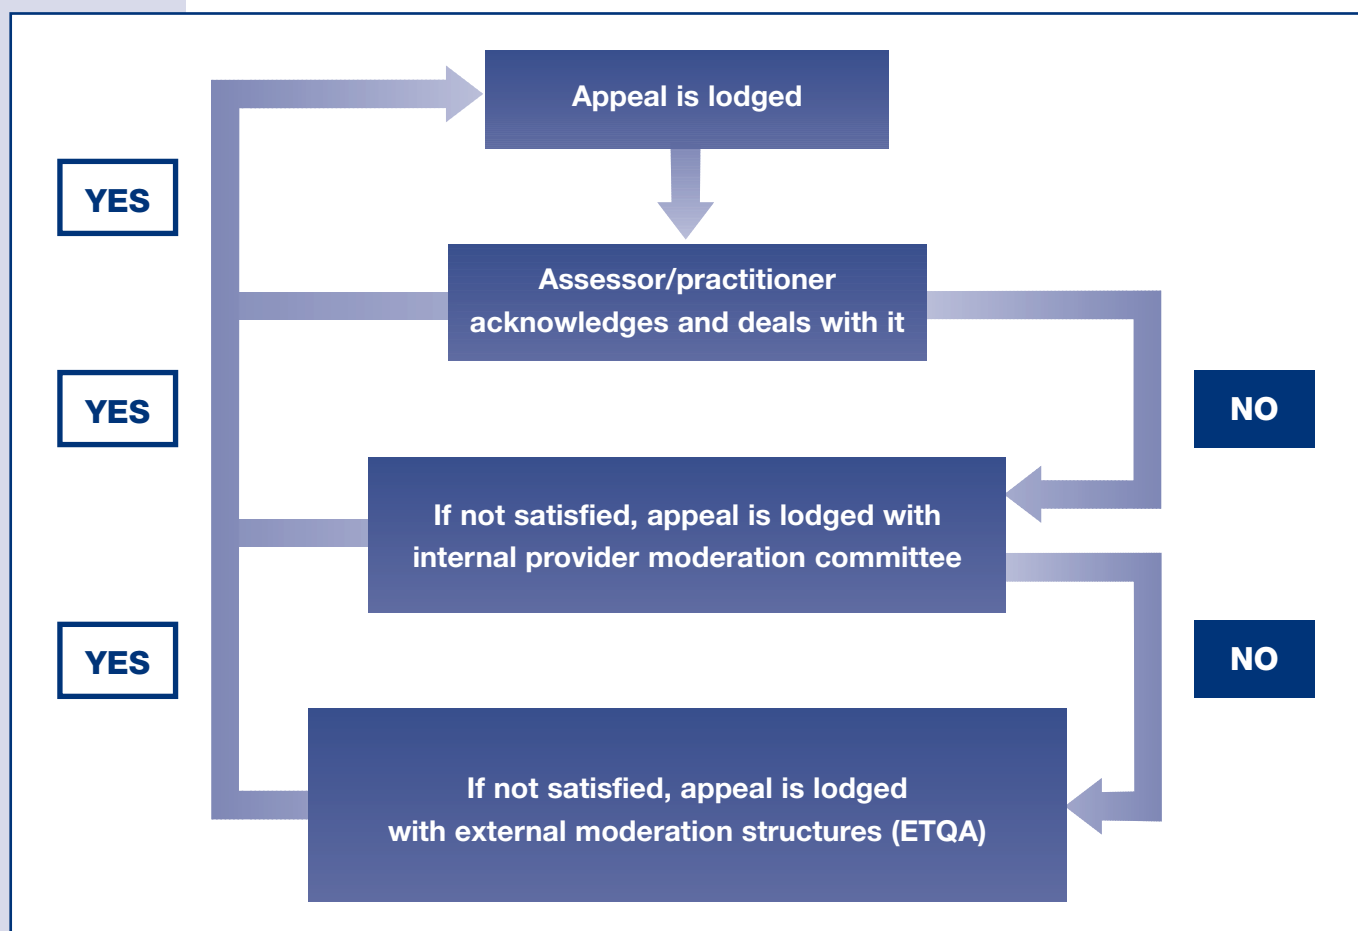 Appeal is lodged
YES
Assessor/practitioner
acknowledges and deals with it
YES
NO
If not satisfied, appeal is lodged with
internal provider moderation committee
YES
NO
If not satisfied, appeal is lodged
with external moderation structures (ETQA)